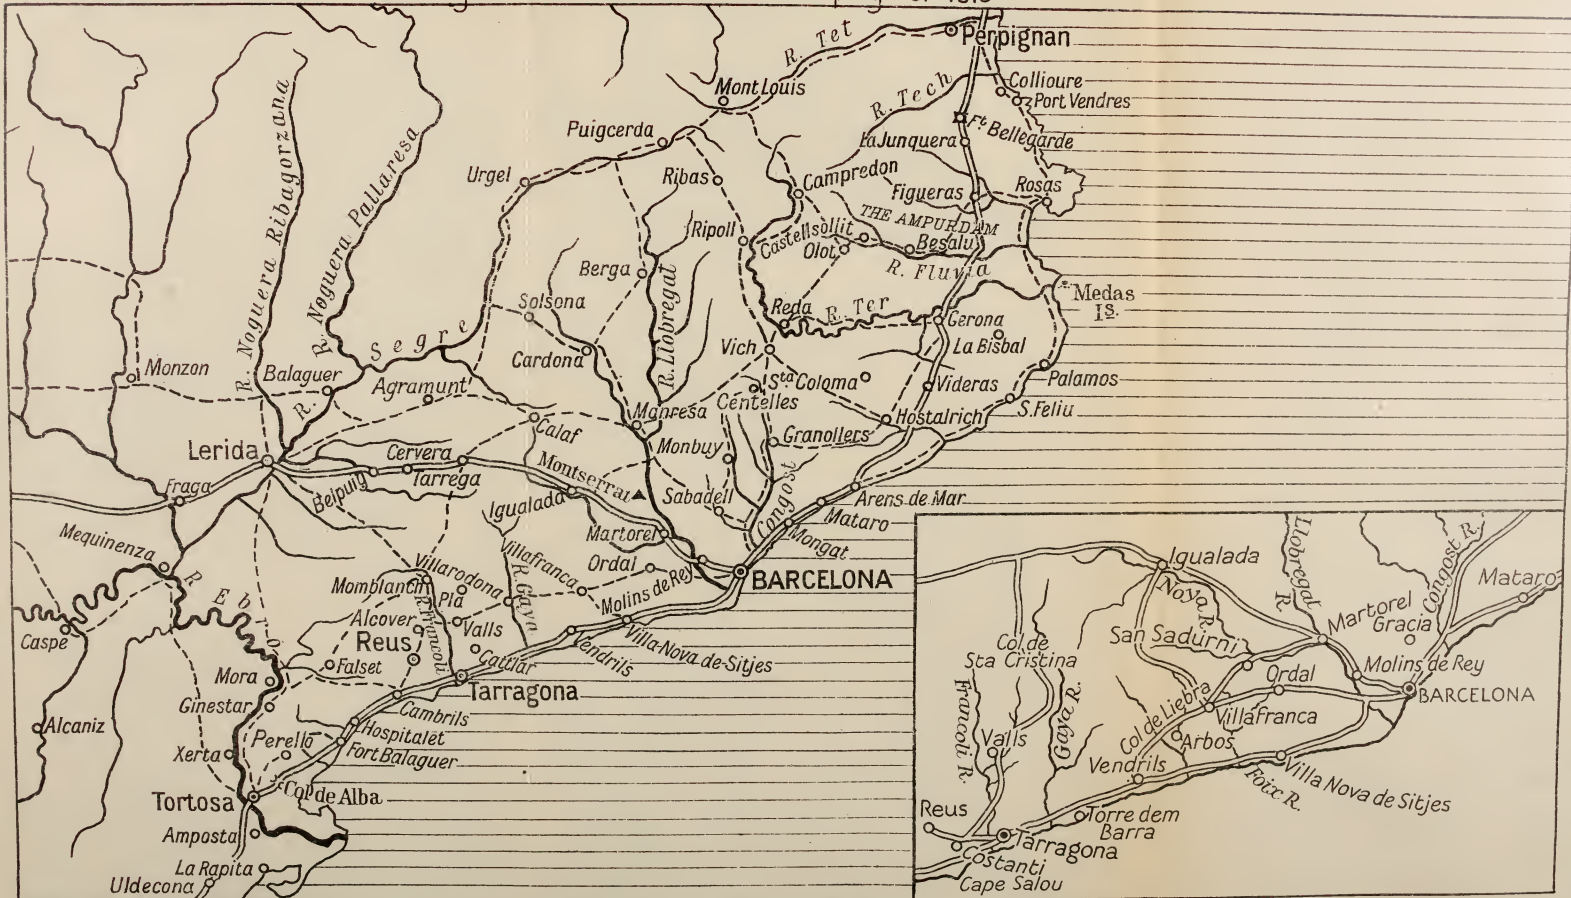 R. Tet
Perpignan
Mont Louis
R. Tech
Collioure
Port Vendres
Puigcerda
Ft Bellegarde
La Junquera
Urgel
Ribas
Campredon
Figueras
Rosas
R. Noguera Ribagorzana
R. Noguera Pallaresa
THE AMPURDAM
Ripoll
Castellsollit
Olot
Besalu
R. Fluvia
Berga
R. Llobregat
Medas
Is.
Solsona
Reda
R. Ter
Gerona
La Bisbal
R. Segre
Cardona
Vich
Monzon
Balaguer
Agramunt
Sta Coloma
Centelles
Videras
Palamos
S. Feliu
Manresa
Hostalrich
Calaf
Granollers
Monbuy
Lerida
Cervera
Tarrega
Belpuig
Montserrat
Igualada
Sabadell
Congost
Arens de Mar
Mataro
Mongat
Fraga
Mequinenza
Martorel
Ordal
Villafranca
Molins de Rey
BARCELONA
R. Ebro
Villarodona
Momblanch
Pla
R. Gaya
R. Francoli
Alcover
Valls
Reus
Catllar
Vendrils
Villa-Nova-de-Sitjes
Caspe
Falset
Mora
Tarragona
Ginestar
Cambrils
Alcaniz
Hospitalet
Xerta
Perello
Fort Balaguer
Tortosa
Col de Alba
Amposta
La Rapita
Uldecona
Igualada
Llobregat
R.
Congost R.
Mataro
Noya R.
Martorel
Gracia
San Sadurni
Col de
Sta Cristina
Molins de Rey
Ordal
BARCELONA
Francoli R.
Gaya R.
Col de Liebra
Villafranca
Valls
Arbos
Vendrils
Villa Nova de Sitjes
Foix R.
Reus
Torre dem
Barra
Tarragona
Costanti
Cape Salou